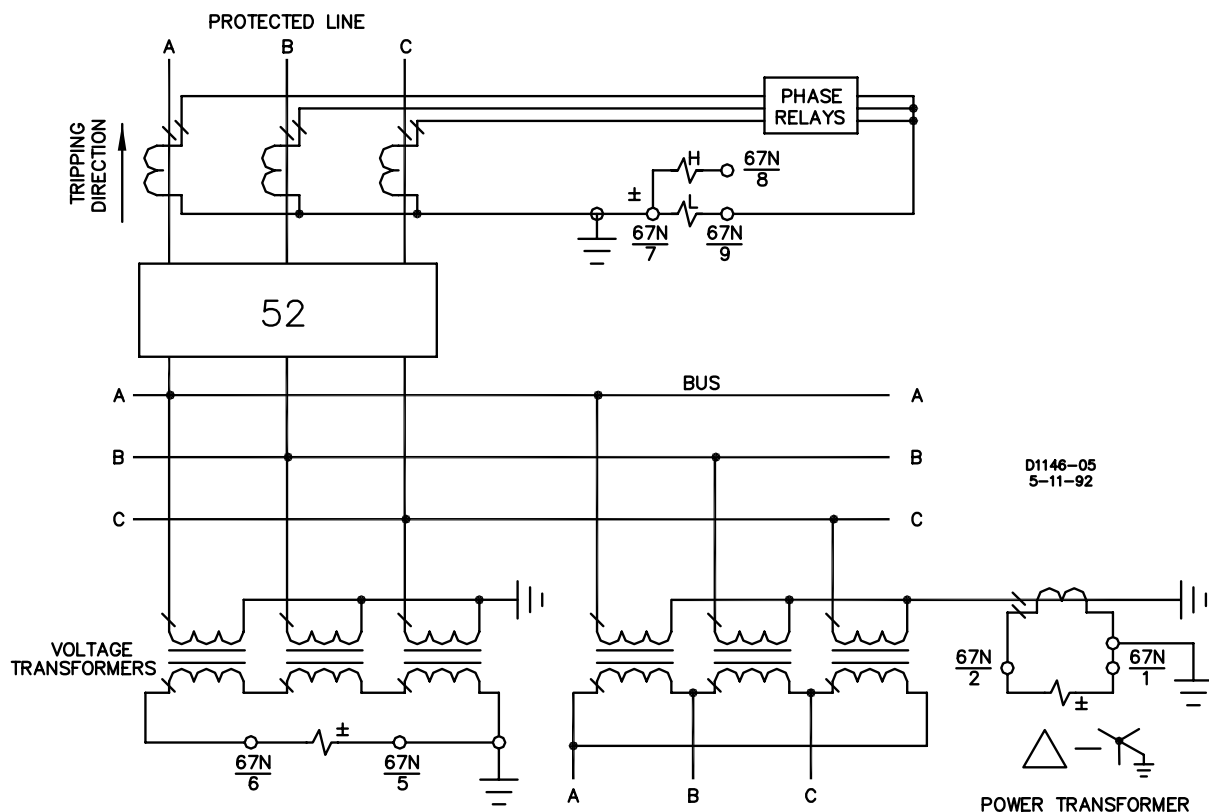 PROTECTED LINE
A B C
PHASE
RELAYS
TRIPPING
DIRECTION
H
67N
8
±
L
67N
7
67N
9
52
A BUS A
B B
C C
D1146-05
5-11-92
VOLTAGE
TRANSFORMERS
67N
2
67N
1
±
±
67N
6
67N
5
A B C
POWER TRANSFORMER